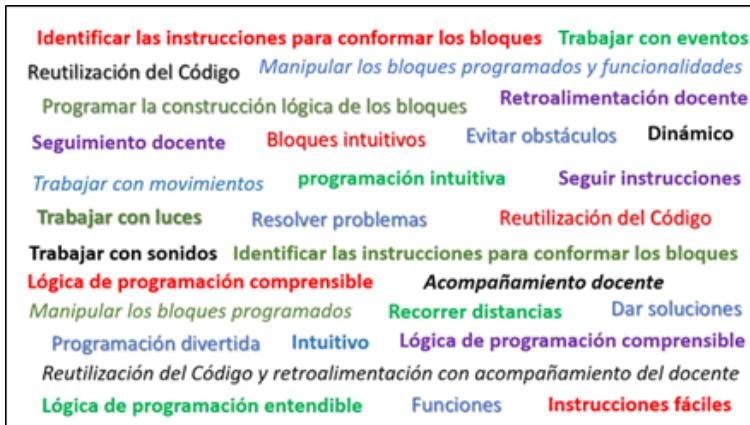 Identificar las instrucciones para conformar los bloques Trabajar con eventos
Reutilización del Código Manipular los bloques programados y funcionalidades
Programar la construcción lógica de los bloques Retroalimentación docente
Seguimiento docente Bloques intuitivos Evitar obstáculos Dinámico
Trabajar con movimientos programación intuitiva Seguir instrucciones
Trabajar con luces Resolver problemas Reutilización del Código
Trabajar con sonidos Identificar las instrucciones para conformar los bloques
Lógica de programación comprensible Acompañamiento docente
Manipular los bloques programados Recorrer distancias Dar soluciones
Programación divertida Intuitivo Lógica de programación comprensible
Reutilización del Código y retroalimentación con acompañamiento del docente
Lógica de programación entendible Funciones Instrucciones fáciles